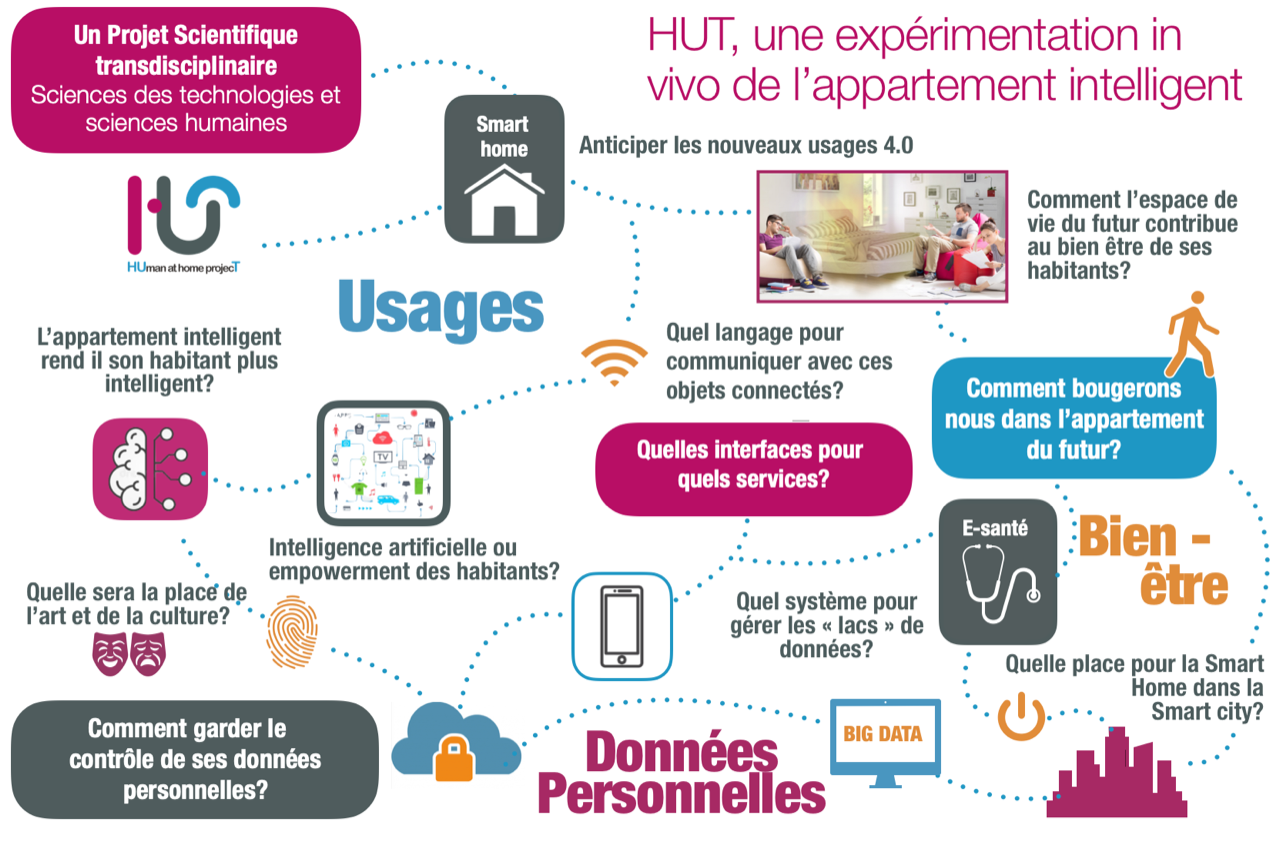 Un Projet Scientifique
transdisciplinaire
Sciences des technologies et
sciences humaines
HUT, une expérimentation in
vivo de l’appartement intelligent
Smart
home
Anticiper les nouveaux usages 4.0
HUman at home projecT
Comment l’espace de
vie du futur contribue
au bien être de ses
habitants?
Usages
L’appartement intelligent
rend il son habitant plus
intelligent?
Quel langage pour
communiquer avec ces
objets connectés?
Comment bougerons
nous dans l’appartement
du futur?
TV
Quelles interfaces pour
quels services?
E-santé
Bien -
être
Intelligence artificielle ou
empowerment des habitants?
Quelle sera la place de
l’art et de la culture?
Quel système pour
gérer les « lacs » de
données?
Quelle place pour la Smart
Home dans la
Smart city?
Comment garder le
contrôle de ses données
personnelles?
Données
Personnelles
BIG DATA